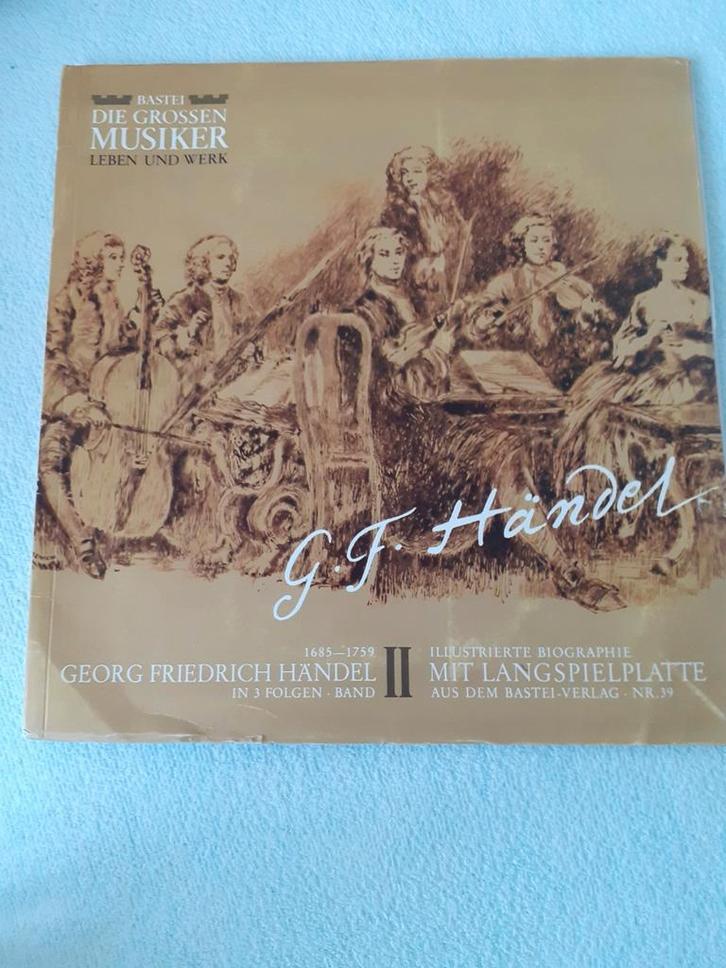 BASTEI
DIE GROSSEN
MUSIKER
LEBEN UND WERK
G. F. Händel
1685—1759
GEORG FRIEDRICH HÄNDEL
IN 3 FOLGEN · BAND II
ILLUSTRIERTE BIOGRAPHIE
MIT LANGSPIELPLATTE
AUS DEM BASTEI-VERLAG · NR. 39